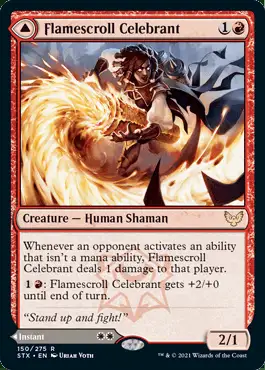 Flamescroll Celebrant 1
Creature — Human Shaman
Whenever an opponent activates an ability
that isn't a mana ability, Flamescroll
Celebrant deals 1 damage to that player.
1 : Flamescroll Celebrant gets +2/+0
until end of turn.
"Stand up and fight!"
Instant
2/1
150/275 R
STX • EN Uriah Voth
™ & © 2021 Wizards of the Coast